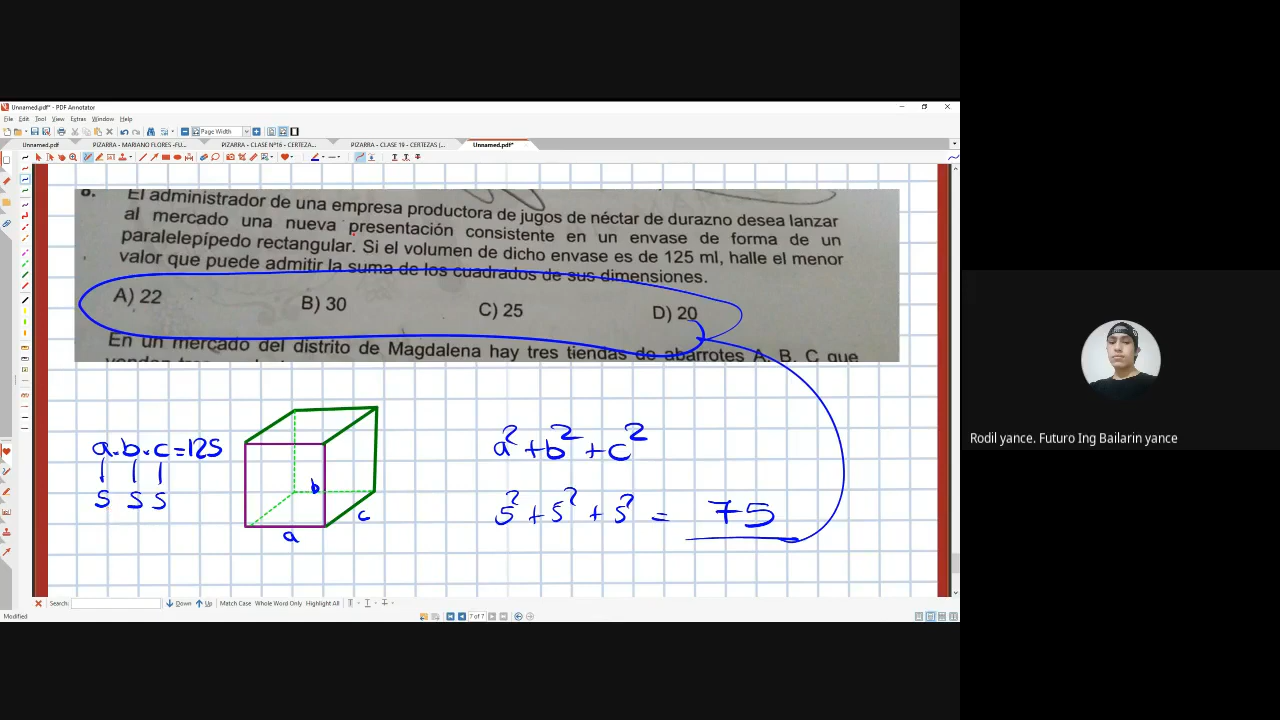 Unnamed.pdf* - PDF Annotator
File Edit Tool View Extras Window Help
Page Width
Unnamed.pdf PIZARRA - MARIANO FLORES -FU... PIZARRA - CLASE N°16 - CERTEZA... PIZARRA - CLASE 19 - CERTEZAS (... Unnamed.pdf*
8. El administrador de una empresa productora de jugos de néctar de durazno desea lanzar
al mercado una nueva presentación consistente en un envase de forma de un
paralelepípedo rectangular. Si el volumen de dicho envase es de 125 ml, halle el menor
valor que puede admitir la suma de los cuadrados de sus dimensiones.
A) 22 B) 30 C) 25 D) 20
En un mercado del distrito de Magdalena hay tres tiendas de abarrotes A, B, C que
a.b.c=125
5 5 5
b
c
a
a²+b²+c²
5²+5²+5² = 75
Rodil yance. Futuro Ing Bailarin yance
Search: Down Up Match Case Whole Word Only Highlight All
Modified
7 of 7